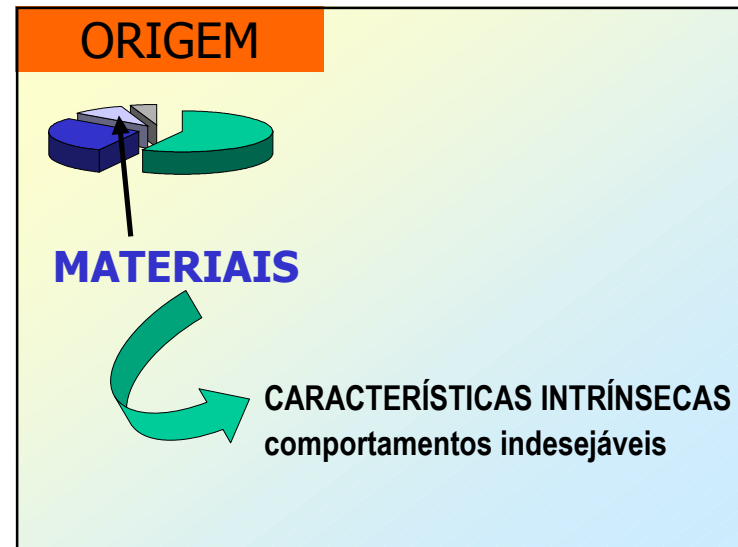 ORIGEM
MATERIAIS
CARACTERÍSTICAS INTRÍNSECAS
comportamentos indesejáveis